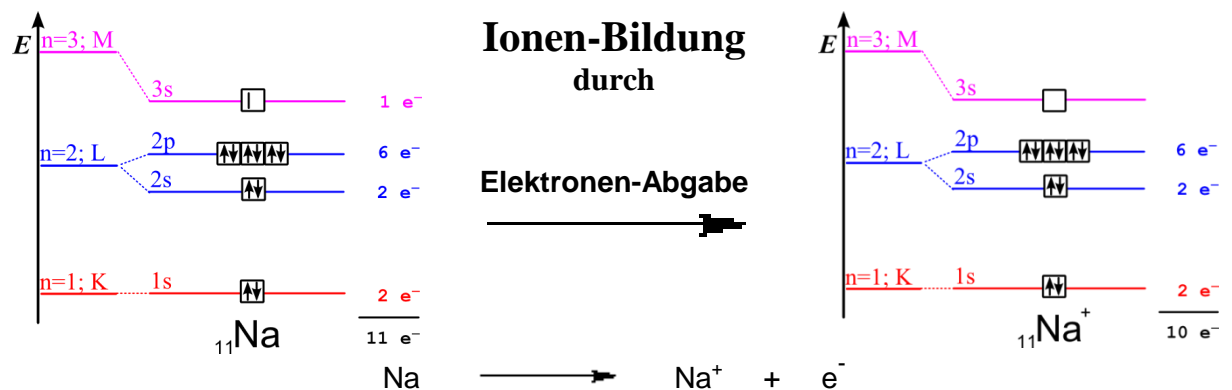 Ionen-Bildung
durch
Elektronen-Abgabe
E
n=3; M
3s
1 e⁻
2p
6 e⁻
n=2; L
2s
2 e⁻
n=1; K
1s
2 e⁻
₁₁Na
11 e⁻
E
n=3; M
3s
2p
6 e⁻
n=2; L
2s
2 e⁻
n=1; K
1s
2 e⁻
₁₁Na⁺
10 e⁻
Na Na⁺ + e⁻